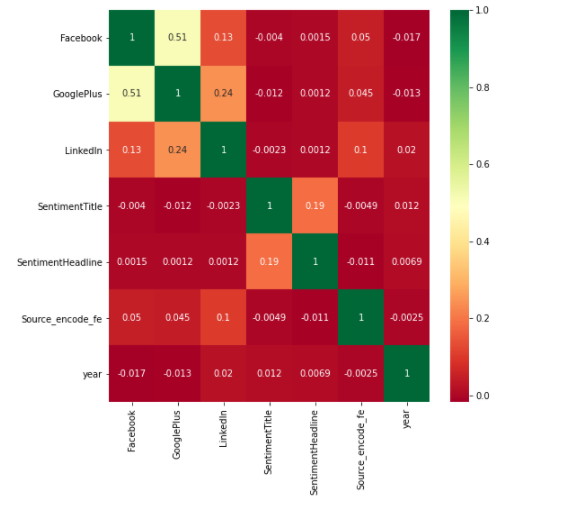 Facebook 1 0.51 0.13 -0.004 0.0015 0.05 -0.017
GooglePlus 0.51 1 0.24 -0.012 0.0012 0.045 -0.013
LinkedIn 0.13 0.24 1 -0.0023 0.0012 0.1 0.02
SentimentTitle -0.004 -0.012 -0.0023 1 0.19 -0.0049 0.012
SentimentHeadline 0.0015 0.0012 0.0012 0.19 1 -0.011 0.0069
Source_encode_fe 0.05 0.045 0.1 -0.0049 -0.011 1 -0.0025
year -0.017 -0.013 0.02 0.012 0.0069 -0.0025 1
Facebook
GooglePlus
LinkedIn
SentimentTitle
SentimentHeadline
Source_encode_fe
year
1.0
0.8
0.6
0.4
0.2
0.0